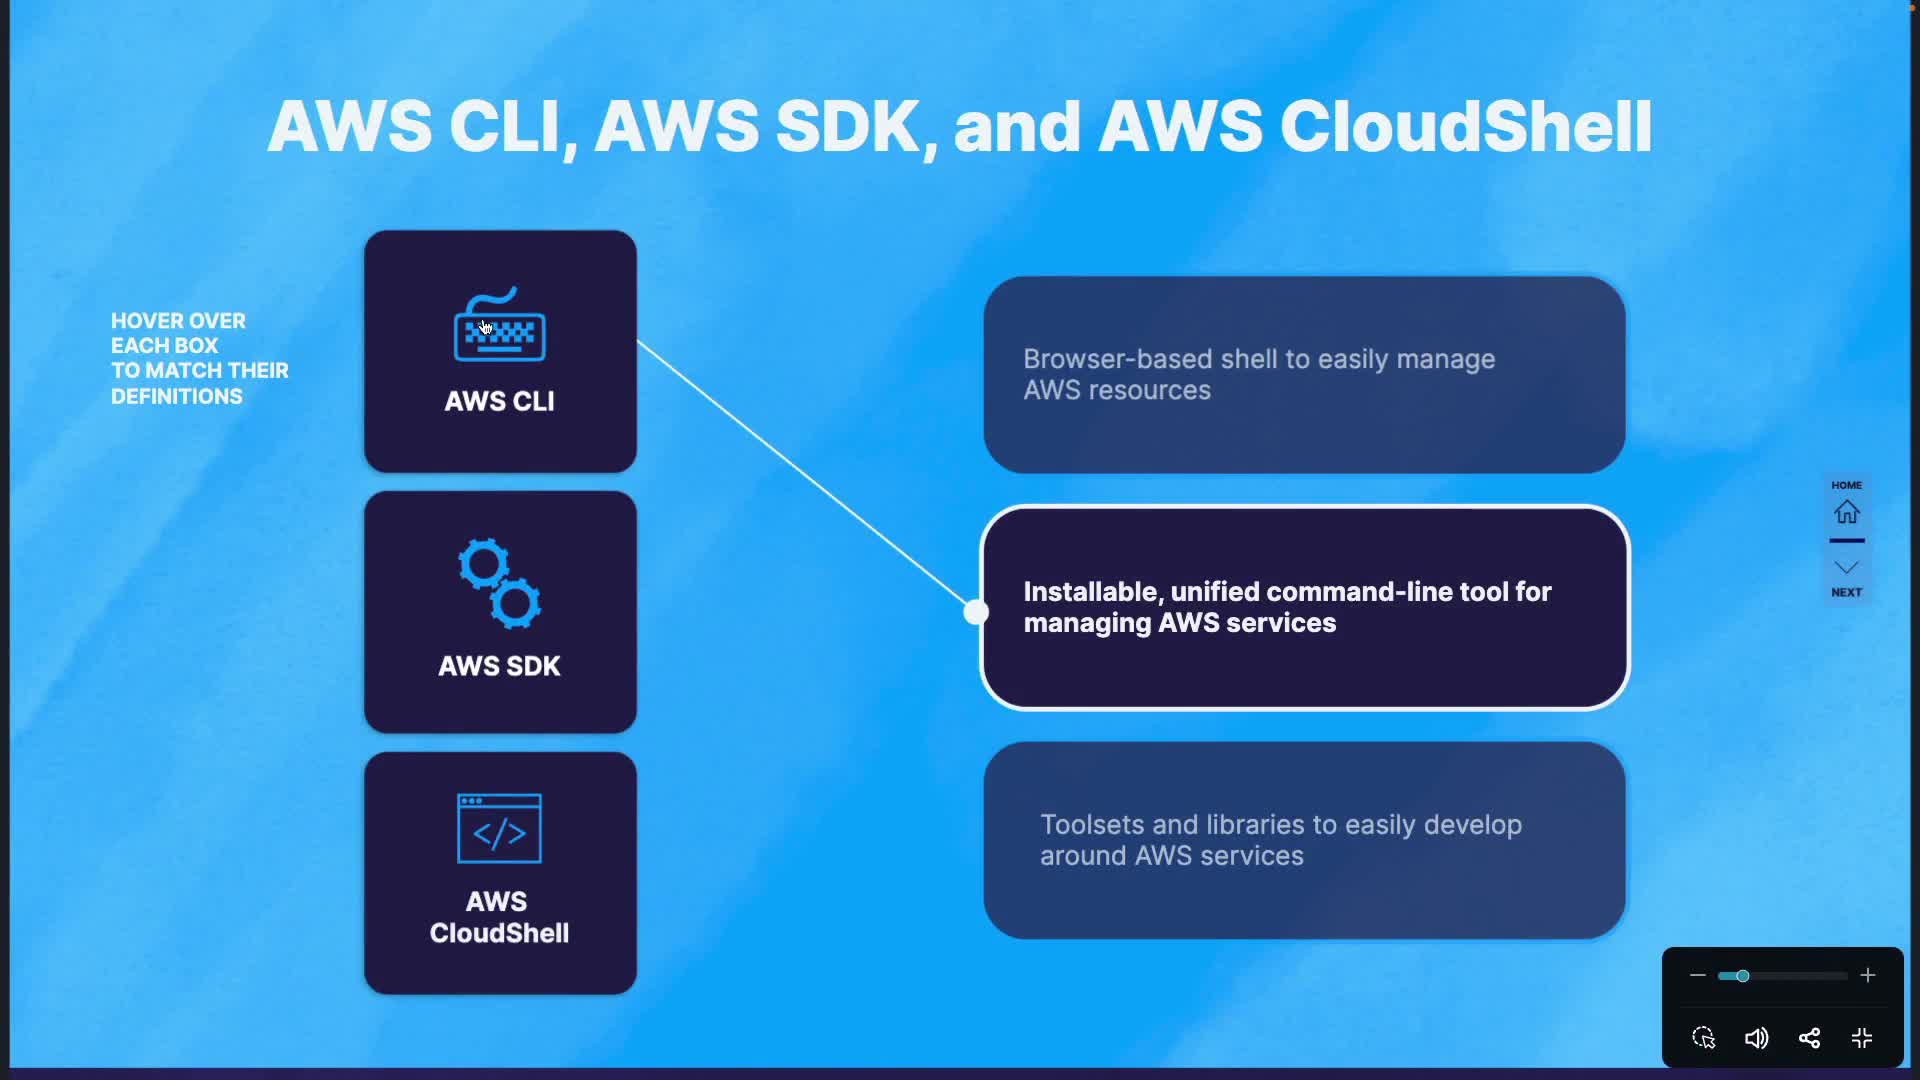 AWS CLI, AWS SDK, and AWS CloudShell
HOVER OVER
EACH BOX
TO MATCH THEIR
DEFINITIONS
AWS CLI
AWS SDK
</>
AWS
CloudShell
Browser-based shell to easily manage
AWS resources
Installable, unified command-line tool for
managing AWS services
Toolsets and libraries to easily develop
around AWS services
HOME
NEXT